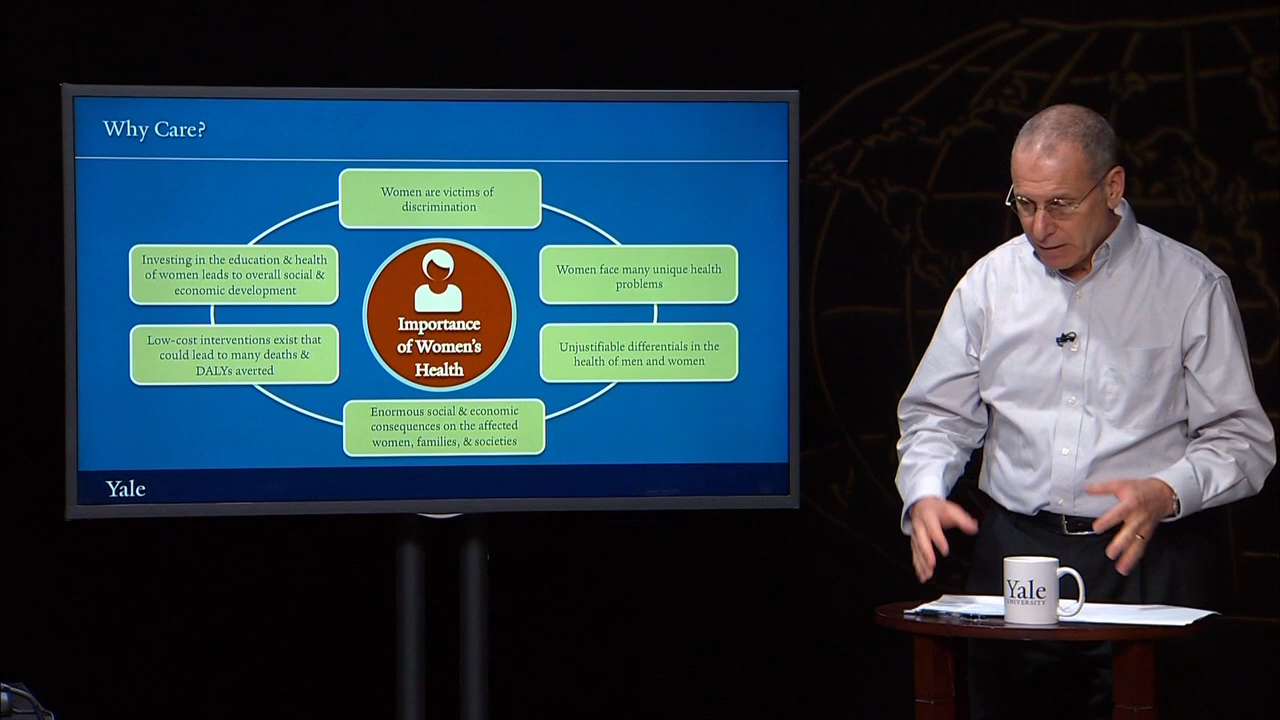 Why Care?
Women are victims of
discrimination
Investing in the education & health
of women leads to overall social &
economic development
Women face many unique health
problems
Importance
of Women's
Health
Low-cost interventions exist that
could lead to many deaths &
DALYs averted
Unjustifiable differentials in the
health of men and women
Enormous social & economic
consequences on the affected
women, families, & societies
Yale
Yale
UNIVERSITY